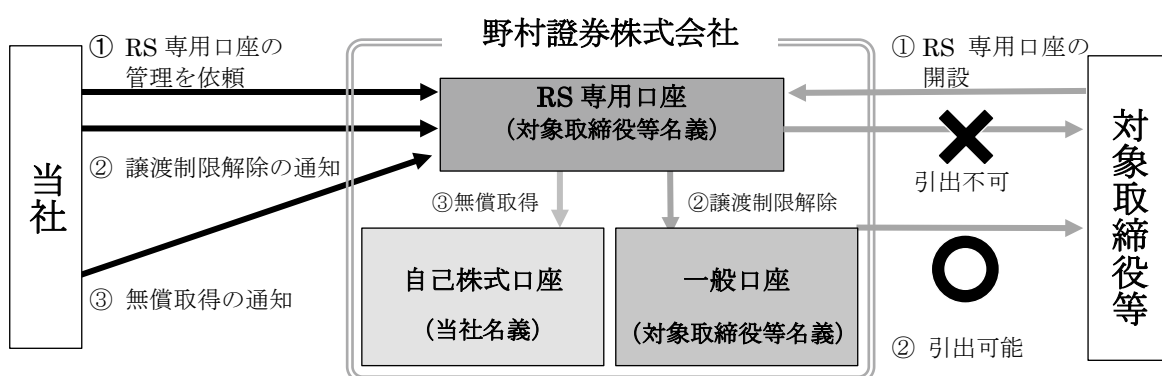 野村證券株式会社
① RS 専用口座の
管理を依頼
① RS 専用口座の
開設
RS 専用口座
(対象取締役等名義)
当社
② 譲渡制限解除の通知
引出不可
対象取締役等
③無償取得
②譲渡制限解除
③ 無償取得の通知
自己株式口座
(当社名義)
一般口座
(対象取締役等名義)
② 引出可能